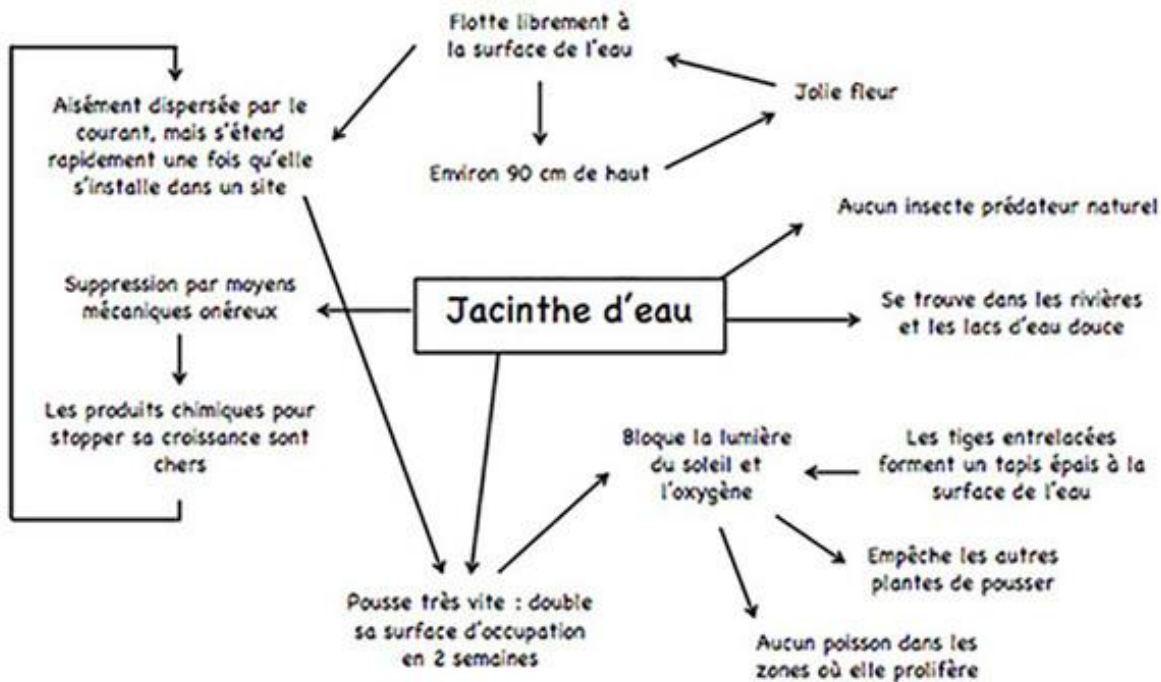 Flotte librement à
la surface de l'eau
Jolie fleur
Aisément dispersée par le
courant, mais s'étend
rapidement une fois qu'elle
s'installe dans un site
Environ 90 cm de haut
Aucun insecte prédateur naturel
Suppression par moyens
mécaniques onéreux
Jacinthe d'eau
Se trouve dans les rivières
et les lacs d'eau douce
Les produits chimiques pour
stopper sa croissance sont
chers
Bloque la lumière
du soleil et
l'oxygène
Les tiges entrelacées
forment un tapis épais à la
surface de l'eau
Empêche les autres
plantes de pousser
Pousse très vite : double
sa surface d'occupation
en 2 semaines
Aucun poisson dans les
zones où elle prolifère